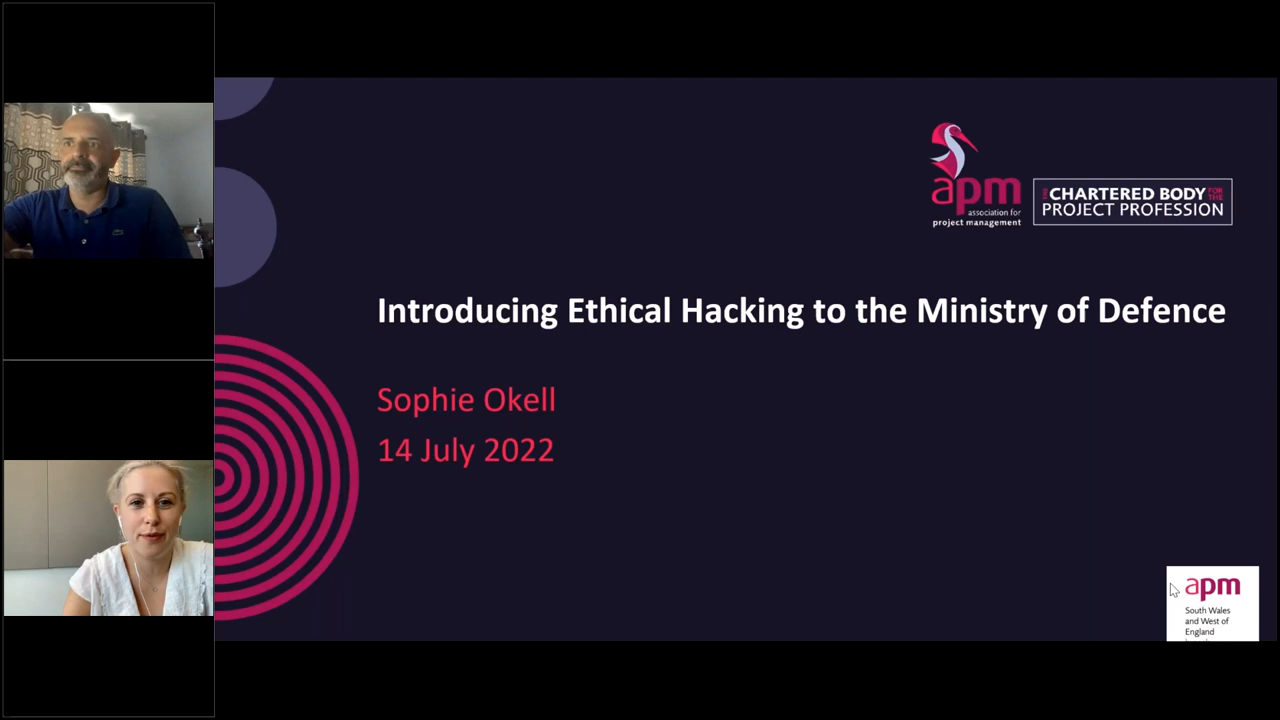 apm
association for
project management
THE CHARTERED BODY FOR THE
PROJECT PROFESSION
Introducing Ethical Hacking to the Ministry of Defence
Sophie Okell
14 July 2022
apm
South Wales
and West of
England